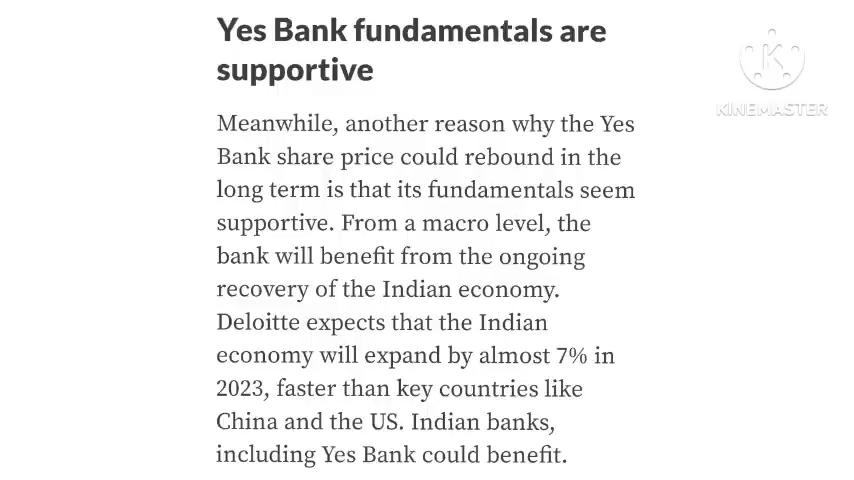 Yes Bank fundamentals are
supportive
KINEMASTER
Meanwhile, another reason why the Yes
Bank share price could rebound in the
long term is that its fundamentals seem
supportive. From a macro level, the
bank will benefit from the ongoing
recovery of the Indian economy.
Deloitte expects that the Indian
economy will expand by almost 7% in
2023, faster than key countries like
China and the US. Indian banks,
including Yes Bank could benefit.